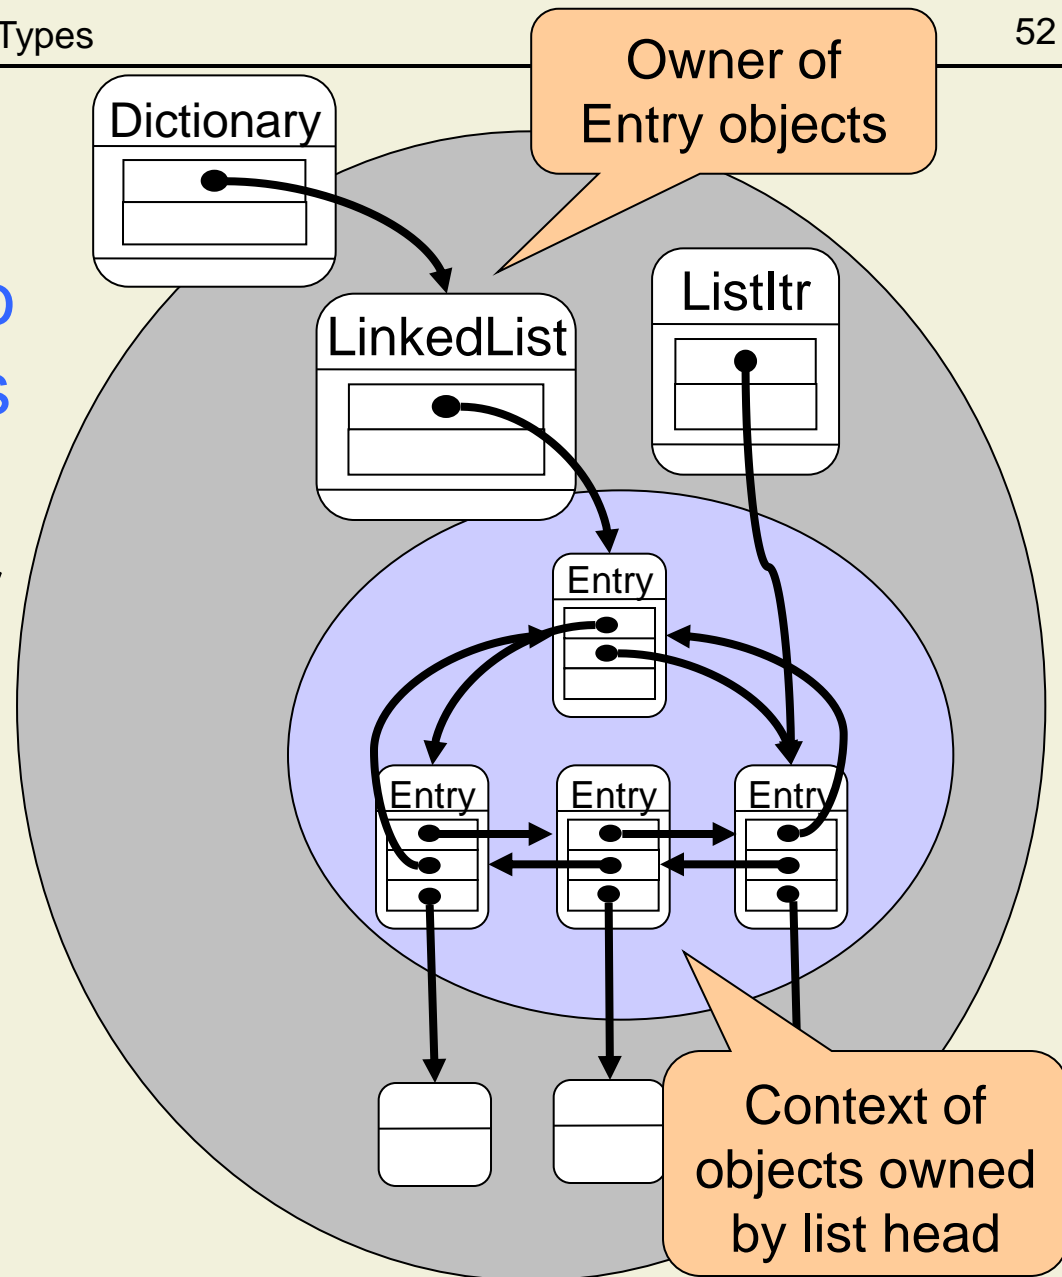 Types
52
Owner of
Entry objects
Dictionary
ListItr
LinkedList
Entry
Entry
Entry
Entry
Context of
objects owned
by list head